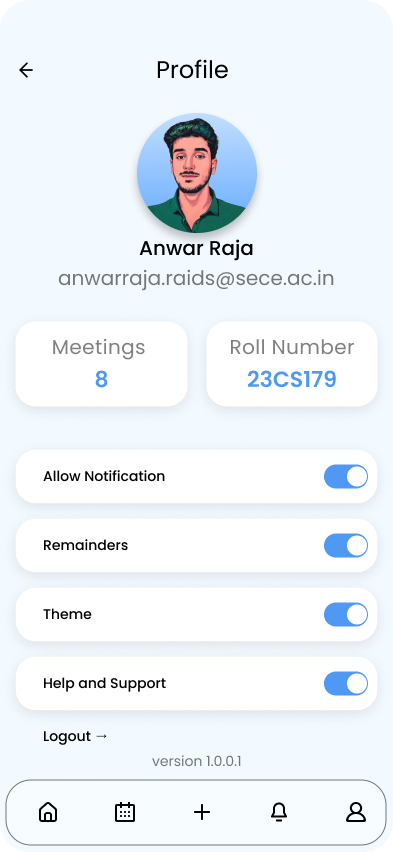 Profile
Anwar Raja
anwarraja.raids@sece.ac.in
Meetings
8
Roll Number
23CS179
Allow Notification
Remainders
Theme
Help and Support
Logout →
version 1.0.0.1